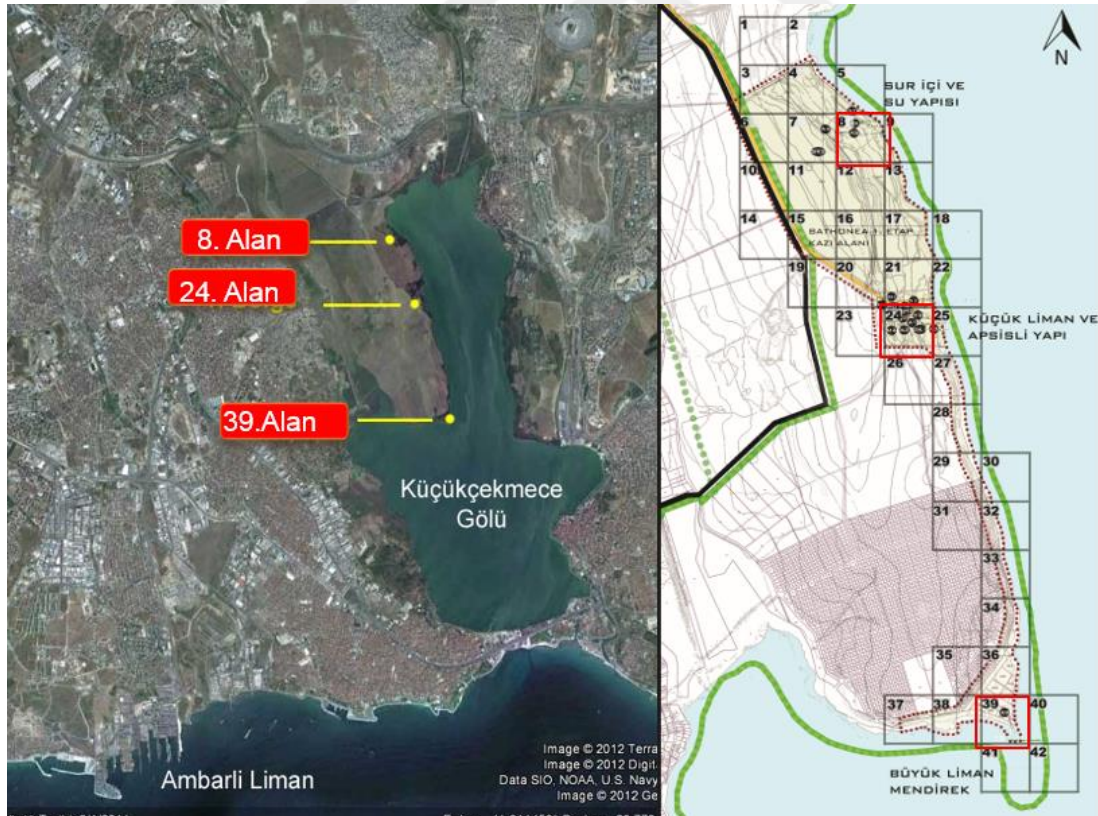 8. Alan
24. Alan
39.Alan
Küçükçekmece
Gölü
Ambarli Liman
Image © 2012 Terra
Image © 2012 Digit
Data SIO, NOAA, U.S. Navy
Image © 2012 Ge
N
1 2
3 4 5
SUR İÇİ VE
SU YAPISI
6 7 8 9
10 11 12 13
14 15 16 17 18
BATHONEA 1. ETAP
KAZI ALANI
19 20 21 22
23 24 25
KÜÇÜK LİMAN VE
APSİSLİ YAPI
26 27
28
29 30
31 32
33
34
35 36
37 38 39 40
41 42
BÜYÜK LİMAN
MENDİREK